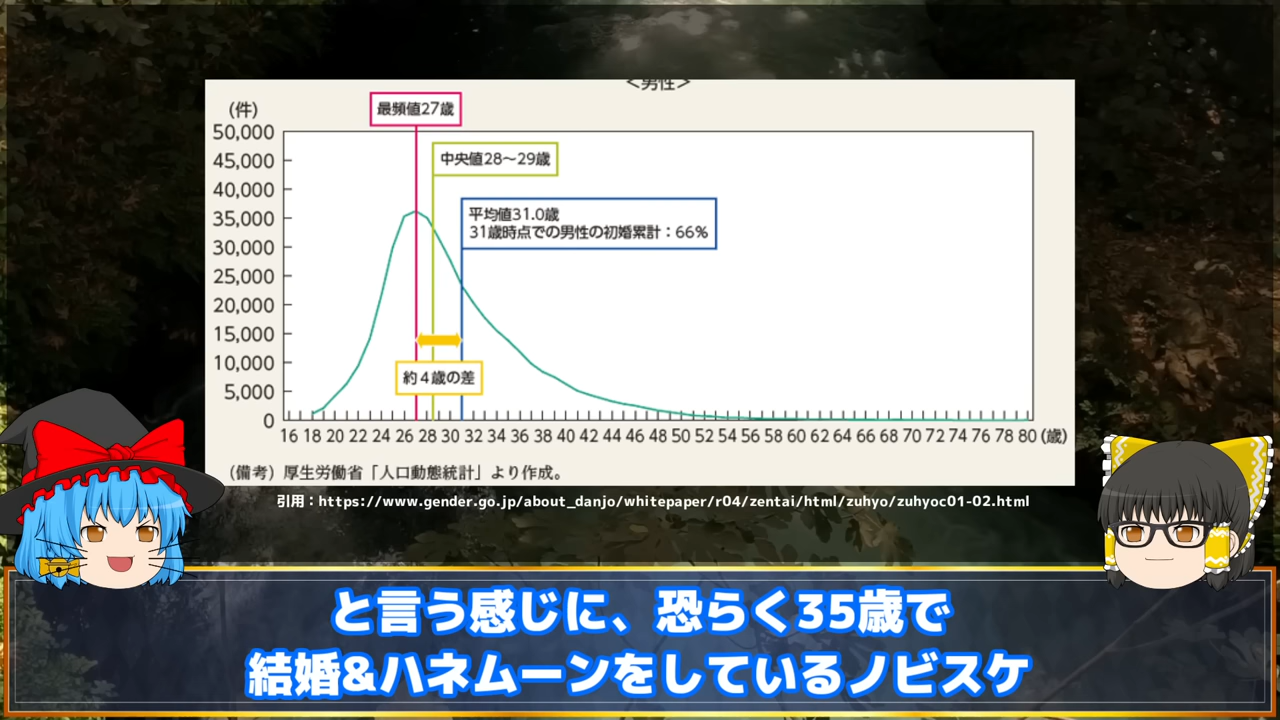 ＜男性＞
(件)
最頻値27歳
50,000
45,000
40,000
35,000
30,000
25,000
20,000
15,000
10,000
5,000
0
中央値28〜29歳
平均値31.0歳
31歳時点での男性の初婚累計：66%
約４歳の差
16 18 20 22 24 26 28 30 32 34 36 38 40 42 44 46 48 50 52 54 56 58 60 62 64 66 68 70 72 74 76 78 80 (歳)
（備考）厚生労働省「人口動態統計」より作成。
引用：https://www.gender.go.jp/about_danjo/whitepaper/r04/zentai/html/zuhyo/zuhyoc01-02.html
と言う感じに、恐らく35歳で
結婚&ハネムーンをしているノビスケ